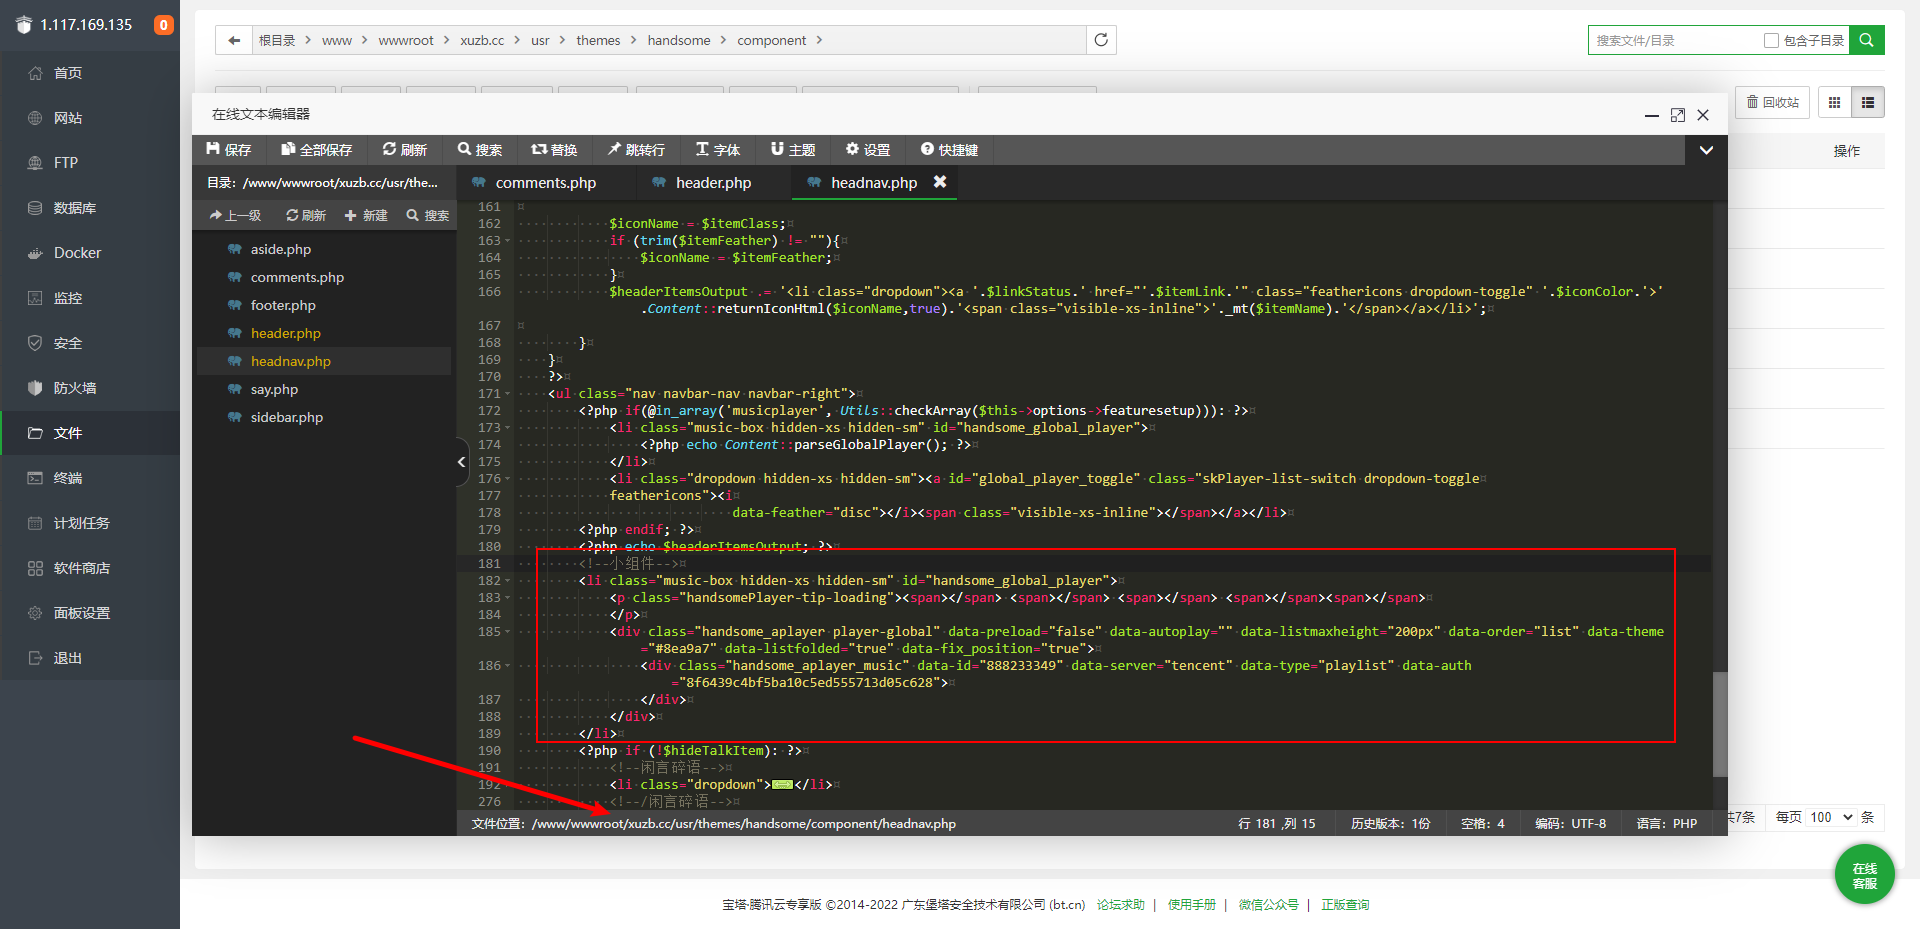 1.117.169.135
0
首页
网站
FTP
数据库
Docker
监控
安全
防火墙
文件
终端
计划任务
软件商店
面板设置
退出
根目录 > www > wwwroot > xuzb.cc > usr > themes > handsome > component >
搜索文件/目录
包含子目录
回收站
操作
在线文本编辑器
保存 全部保存 刷新 搜索 替换 跳转行 字体 主题 设置 快捷键
目录：/www/wwwroot/xuzb.cc/usr/the...
上一级 刷新 新建 搜索
aside.php
comments.php
footer.php
header.php
headnav.php
say.php
sidebar.php
comments.php header.php headnav.php
161
162 $iconName = $itemClass;
163 if (trim($itemFeather) != ""){
164 $iconName = $itemFeather;
165 }
166 $headerItemsOutput .= '<li class="dropdown"><a '.$linkStatus.' href="'.$itemLink.'" class="feathericons dropdown-toggle" '.$iconColor.'>'
.Content::returnIconHtml($iconName,true).'<span class="visible-xs-inline">'._mt($itemName).'</span></a></li>';
167
168 }
169 }
170 ?>
171 <ul class="nav navbar-nav navbar-right">
172 <?php if(@in_array('musicplayer', Utils::checkArray($this->options->featuresetup))): ?>
173 <li class="music-box hidden-xs hidden-sm" id="handsome_global_player">
174 <?php echo Content::parseGlobalPlayer(); ?>
175 </li>
176 <li class="dropdown hidden-xs hidden-sm"><a id="global_player_toggle" class="skPlayer-list-switch dropdown-toggle
177 feathericons"><i
178 data-feather="disc"></i><span class="visible-xs-inline"></span></a></li>
179 <?php endif; ?>
180 <?php echo $headerItemsOutput; ?>
181 <!--小组件-->
182 <li class="music-box hidden-xs hidden-sm" id="handsome_global_player">
183 <p class="handsomePlayer-tip-loading"><span></span> <span></span> <span></span> <span></span><span></span>
184 </p>
185 <div class="handsome_aplayer player-global" data-preload="false" data-autoplay="" data-listmaxheight="200px" data-order="list" data-theme
="#8ea9a7" data-listfolded="true" data-fix_position="true">
186 <div class="handsome_aplayer_music" data-id="888233349" data-server="tencent" data-type="playlist" data-auth
="8f6439c4bf5ba10c5ed555713d05c628">
187 </div>
188 </div>
189 </li>
190 <?php if (!$hideTalkItem): ?>
191 <!--闲言碎语-->
192 <li class="dropdown"></li>
276 <!--/闲言碎语-->
文件位置：/www/wwwroot/xuzb.cc/usr/themes/handsome/component/headnav.php
行 181 ,列 15 历史版本：1份 空格：4 编码：UTF-8 语言：PHP
共7条 每页 100 条
在线
客服
宝塔·腾讯云专享版 ©2014-2022 广东堡塔安全技术有限公司 (bt.cn) 论坛求助 | 使用手册 | 微信公众号 | 正版查询